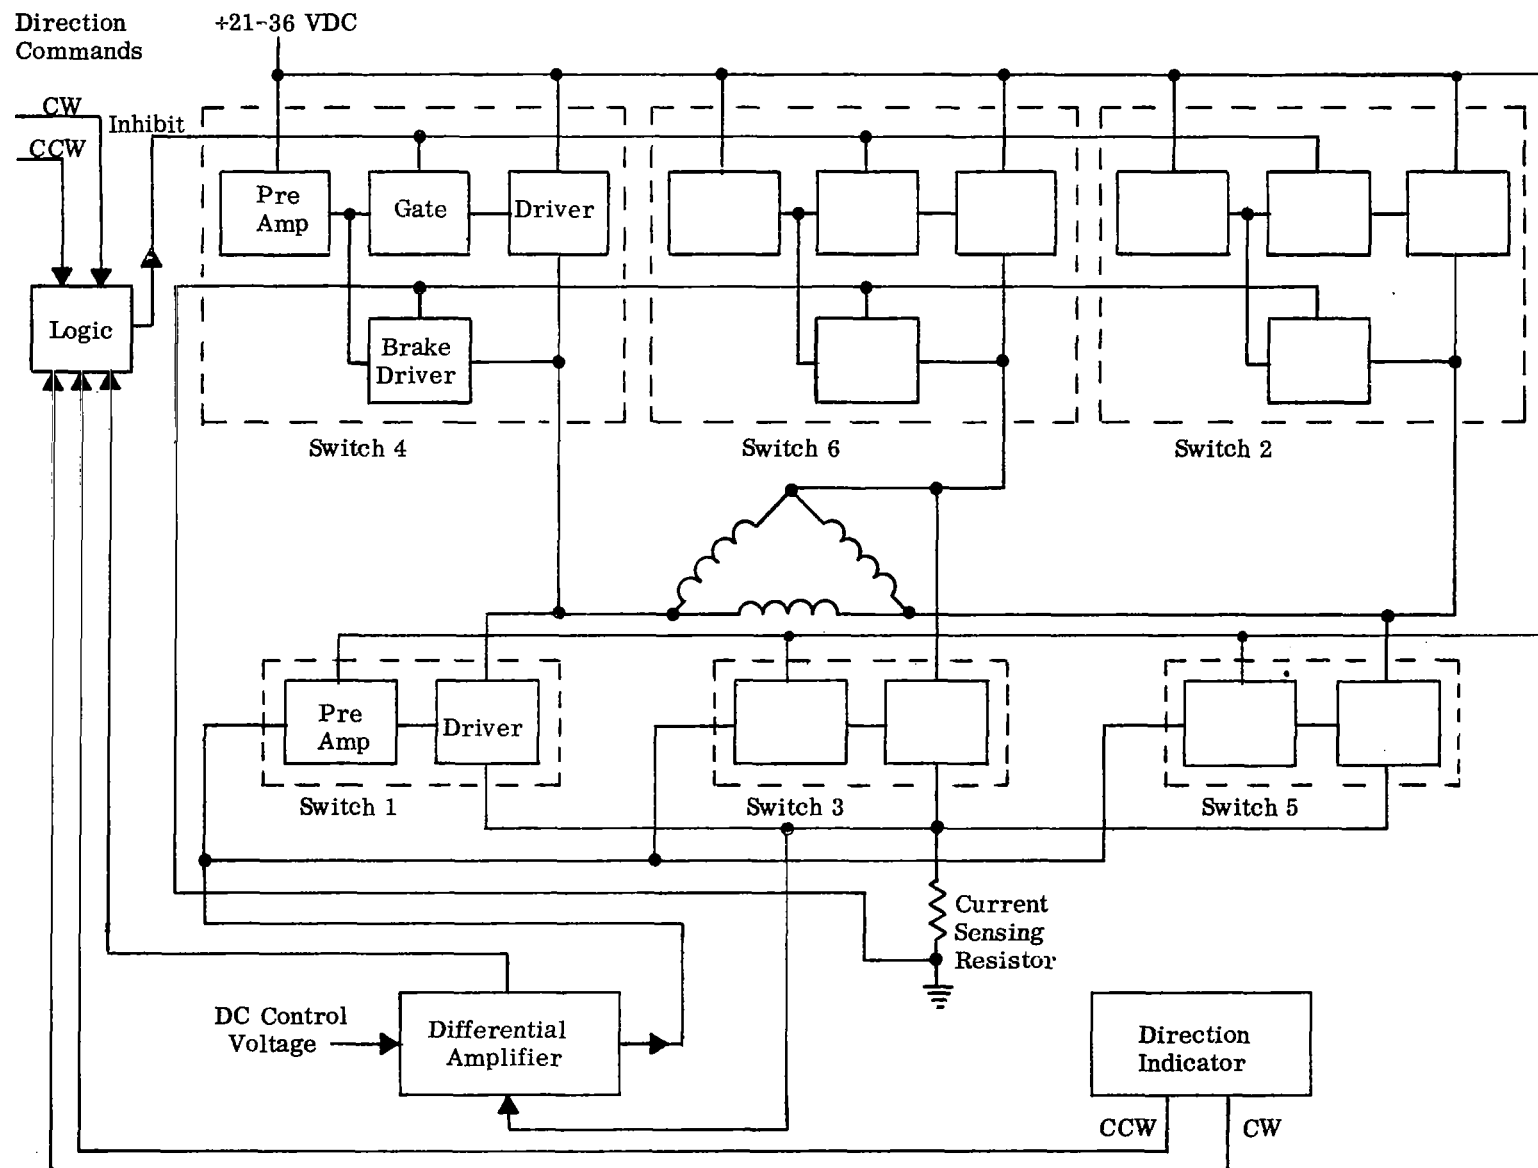 Direction
Commands
+21-36 VDC
CW
Inhibit
CCW
Pre
Amp
Gate
Driver
Logic
Brake
Driver
Switch 4
Switch 6
Switch 2
Pre
Amp
Driver
Switch 1
Switch 3
Switch 5
Current
Sensing
Resistor
DC Control
Voltage
Differential
Amplifier
Direction
Indicator
CCW
CW